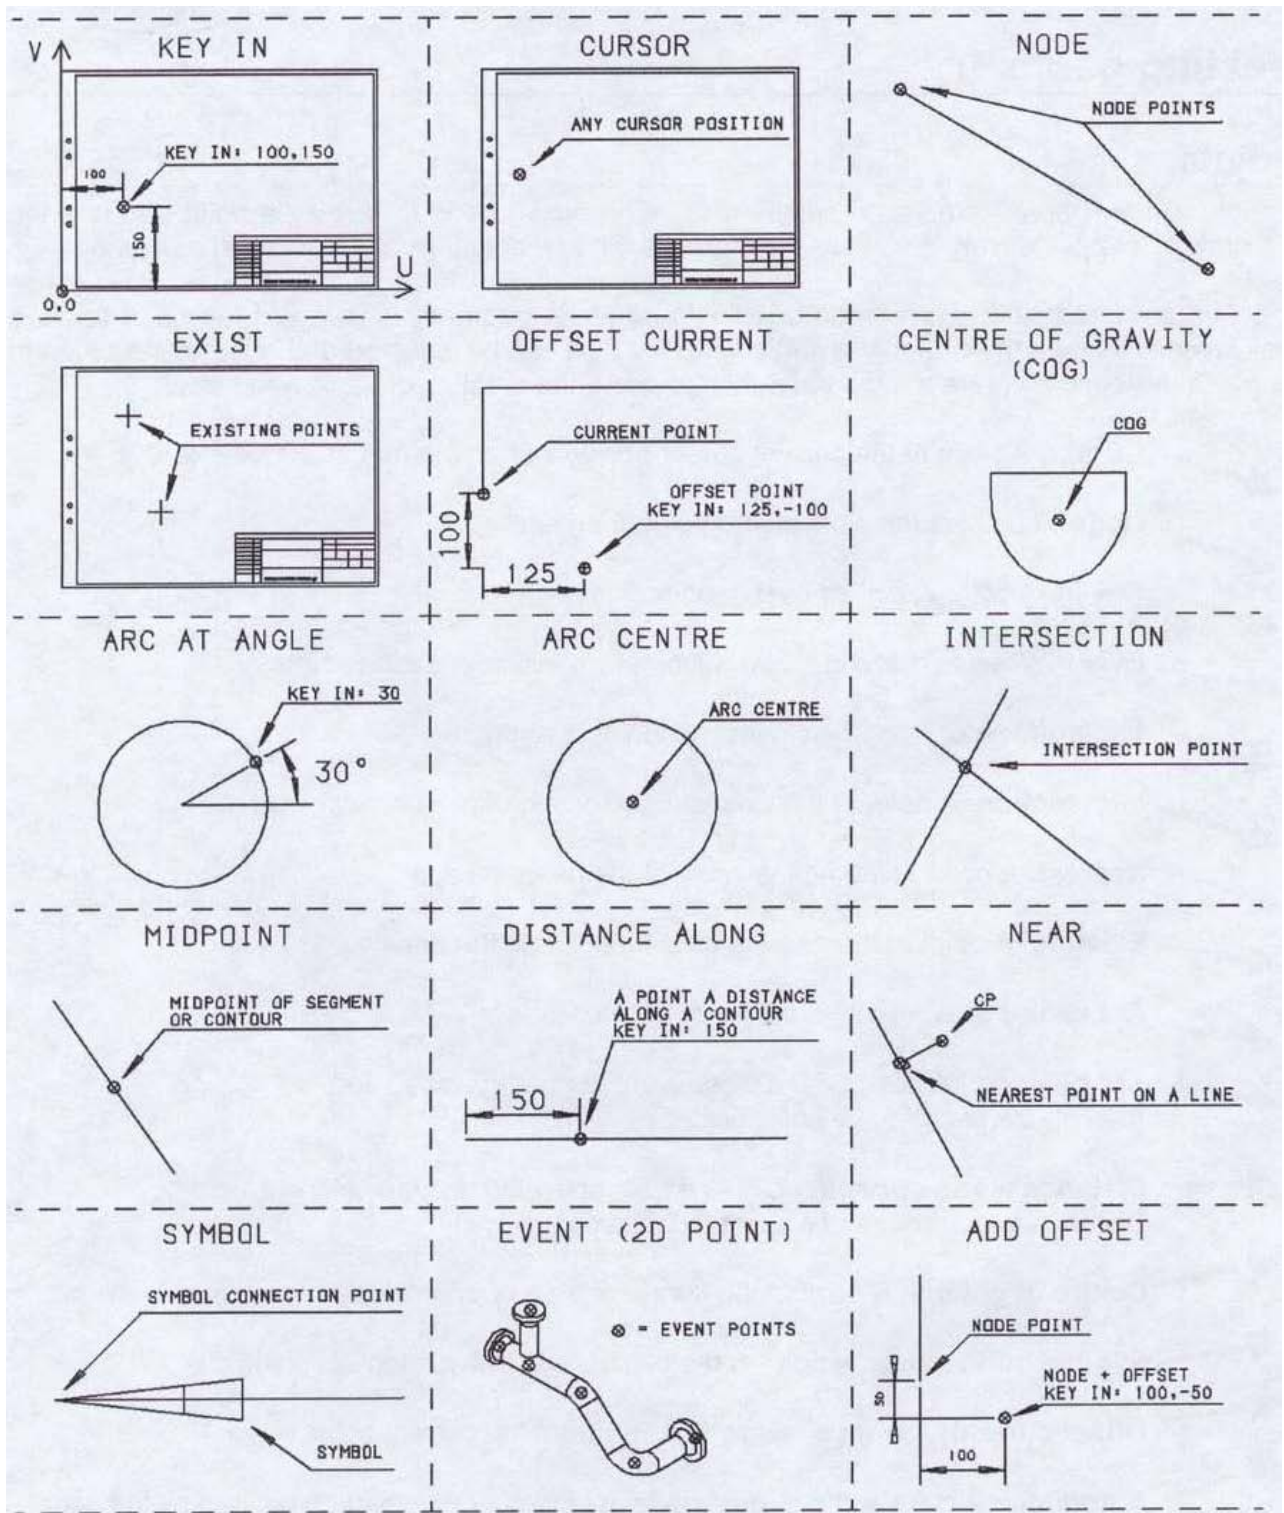 KEY IN
V
KEY IN: 100,150
100
150
U
0,0
CURSOR
ANY CURSOR POSITION
NODE
NODE POINTS
EXIST
EXISTING POINTS
OFFSET CURRENT
CURRENT POINT
OFFSET POINT
KEY IN: 125,-100
100
125
CENTRE OF GRAVITY
(COG)
COG
ARC AT ANGLE
KEY IN: 30
30°
ARC CENTRE
ARC CENTRE
INTERSECTION
INTERSECTION POINT
MIDPOINT
MIDPOINT OF SEGMENT
OR CONTOUR
DISTANCE ALONG
A POINT A DISTANCE
ALONG A CONTOUR
KEY IN: 150
150
NEAR
CP
NEAREST POINT ON A LINE
SYMBOL
SYMBOL CONNECTION POINT
SYMBOL
EVENT (2D POINT)
⊗ = EVENT POINTS
ADD OFFSET
NODE POINT
NODE + OFFSET
KEY IN: 100,-50
50
100